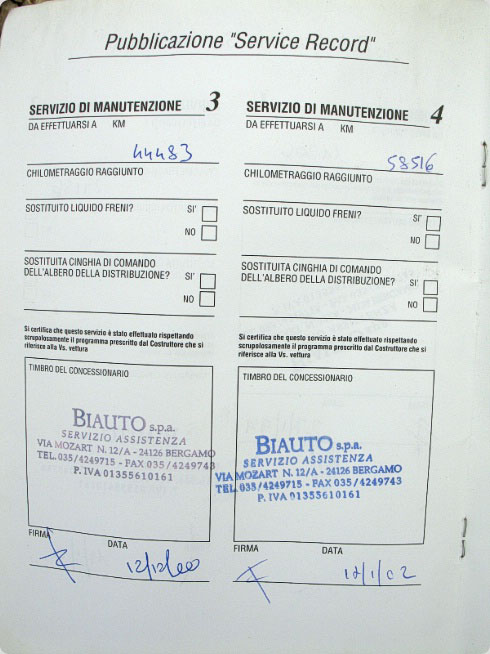 Pubblicazione "Service Record"
SERVIZIO DI MANUTENZIONE 3
DA EFFETTUARSI A KM
44483
CHILOMETRAGGIO RAGGIUNTO
SOSTITUITO LIQUIDO FRENI? SI'
NO
SOSTITUITA CINGHIA DI COMANDO
DELL'ALBERO DELLA DISTRIBUZIONE? SI'
NO
Si certifica che questo servizio è stato effettuato rispettando
scrupolosamente il programma prescritto dal Costruttore che si
riferisce alla Vs. vettura
TIMBRO DEL CONCESSIONARIO
BIAUTO s.p.a.
SERVIZIO ASSISTENZA
VIA MOZART N. 12/A - 24126 BERGAMO
TEL. 035/4249715 - FAX 035/4249743
P. IVA 01355610161
FIRMA DATA
12/12/00
SERVIZIO DI MANUTENZIONE 4
DA EFFETTUARSI A KM
58516
CHILOMETRAGGIO RAGGIUNTO
SOSTITUITO LIQUIDO FRENI? SI'
NO
SOSTITUITA CINGHIA DI COMANDO
DELL'ALBERO DELLA DISTRIBUZIONE? SI'
NO
Si certifica che questo servizio è stato effettuato rispettando
scrupolosamente il programma prescritto dal Costruttore che si
riferisce alla Vs. vettura
TIMBRO DEL CONCESSIONARIO
BIAUTO s.p.a.
SERVIZIO ASSISTENZA
VIA MOZART N. 12/A - 24126 BERGAMO
TEL. 035/4249715 - FAX 035/4249743
P. IVA 01355610161
FIRMA DATA